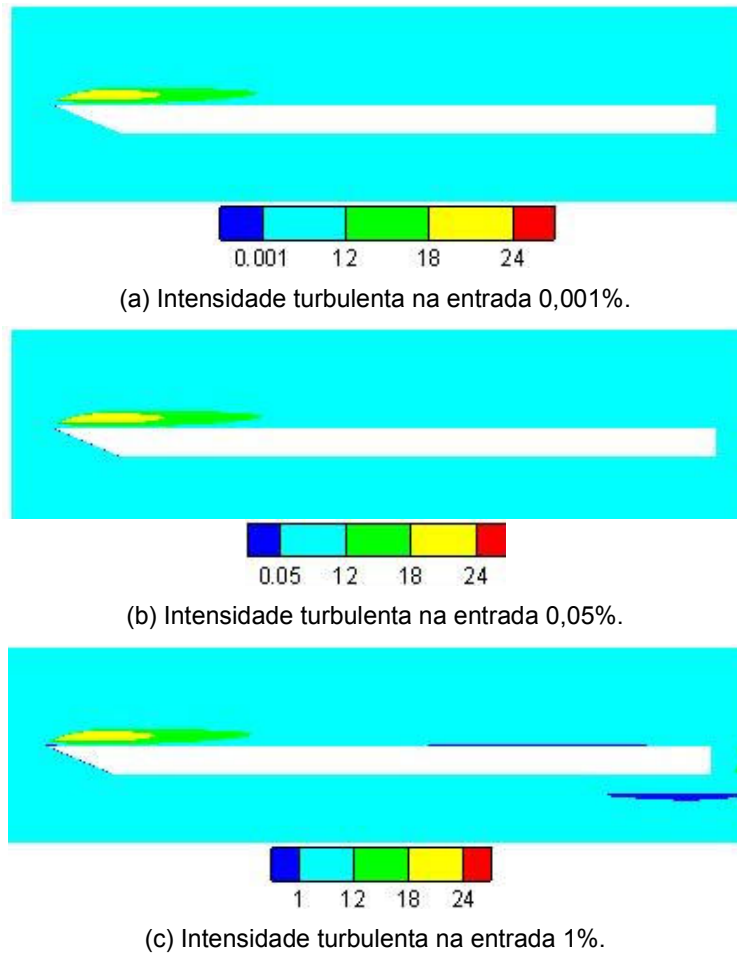 0.001 12 18 24
(a) Intensidade turbulenta na entrada 0,001%.
0.05 12 18 24
(b) Intensidade turbulenta na entrada 0,05%.
1 12 18 24
(c) Intensidade turbulenta na entrada 1%.